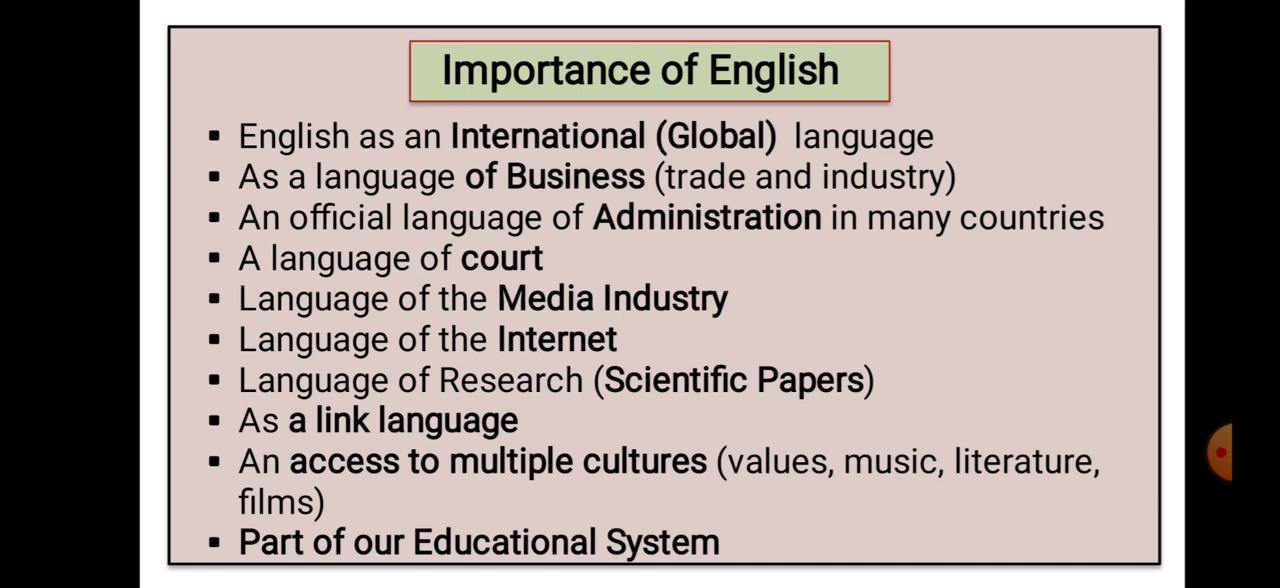 Importance of English
▪ English as an International (Global) language
▪ As a language of Business (trade and industry)
▪ An official language of Administration in many countries
▪ A language of court
▪ Language of the Media Industry
▪ Language of the Internet
▪ Language of Research (Scientific Papers)
▪ As a link language
▪ An access to multiple cultures (values, music, literature,
films)
▪ Part of our Educational System